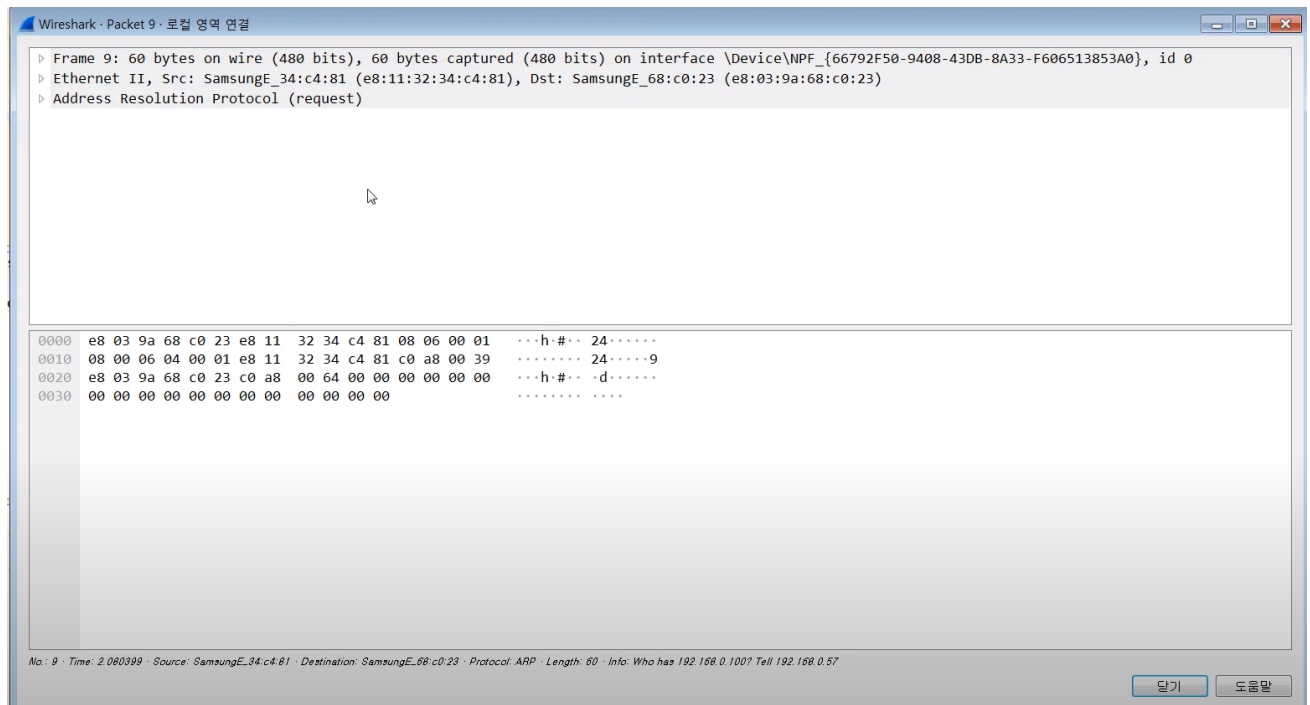 Wireshark · Packet 9 · 로컬 영역 연결
Frame 9: 60 bytes on wire (480 bits), 60 bytes captured (480 bits) on interface \Device\NPF_{66792F50-9408-43DB-8A33-F606513853A0}, id 0
Ethernet II, Src: SamsungE_34:c4:81 (e8:11:32:34:c4:81), Dst: SamsungE_68:c0:23 (e8:03:9a:68:c0:23)
Address Resolution Protocol (request)
0000 e8 03 9a 68 c0 23 e8 11 32 34 c4 81 08 06 00 01 ···h·#·· 24······
0010 08 00 06 04 00 01 e8 11 32 34 c4 81 c0 a8 00 39 ········ 24·····9
0020 e8 03 9a 68 c0 23 c0 a8 00 64 00 00 00 00 00 00 ···h·#·· ·d······
0030 00 00 00 00 00 00 00 00 00 00 00 00 ········ ····
No.: 9 · Time: 2.080399 · Source: SamsungE_34:c4:81 · Destination: SamsungE_68:c0:23 · Protocol: ARP · Length: 60 · Info: Who has 192.168.0.100? Tell 192.168.0.57
닫기 도움말